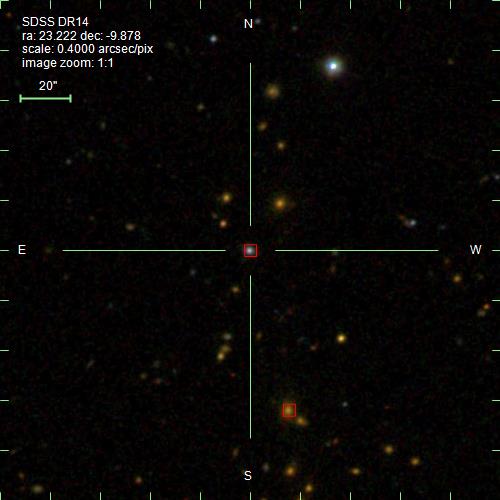 SDSS DR14
ra: 23.222 dec: -9.878
scale: 0.4000 arcsec/pix
image zoom: 1:1
20"
N
E
W
S